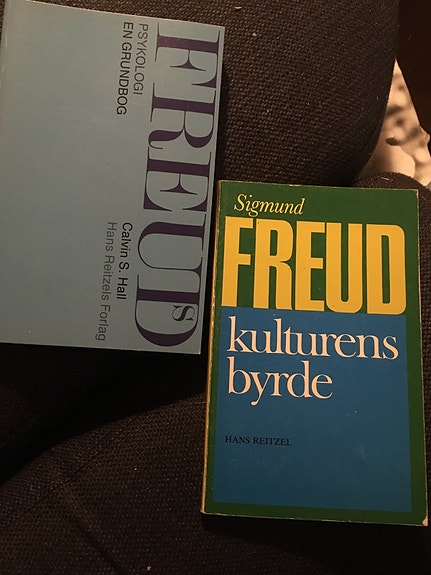 FREUDS
PSYKOLOGI
EN GRUNDBOG
Calvin S. Hall
Hans Reitzels Forlag
Sigmund
FREUD
kulturens
byrde
HANS REITZEL